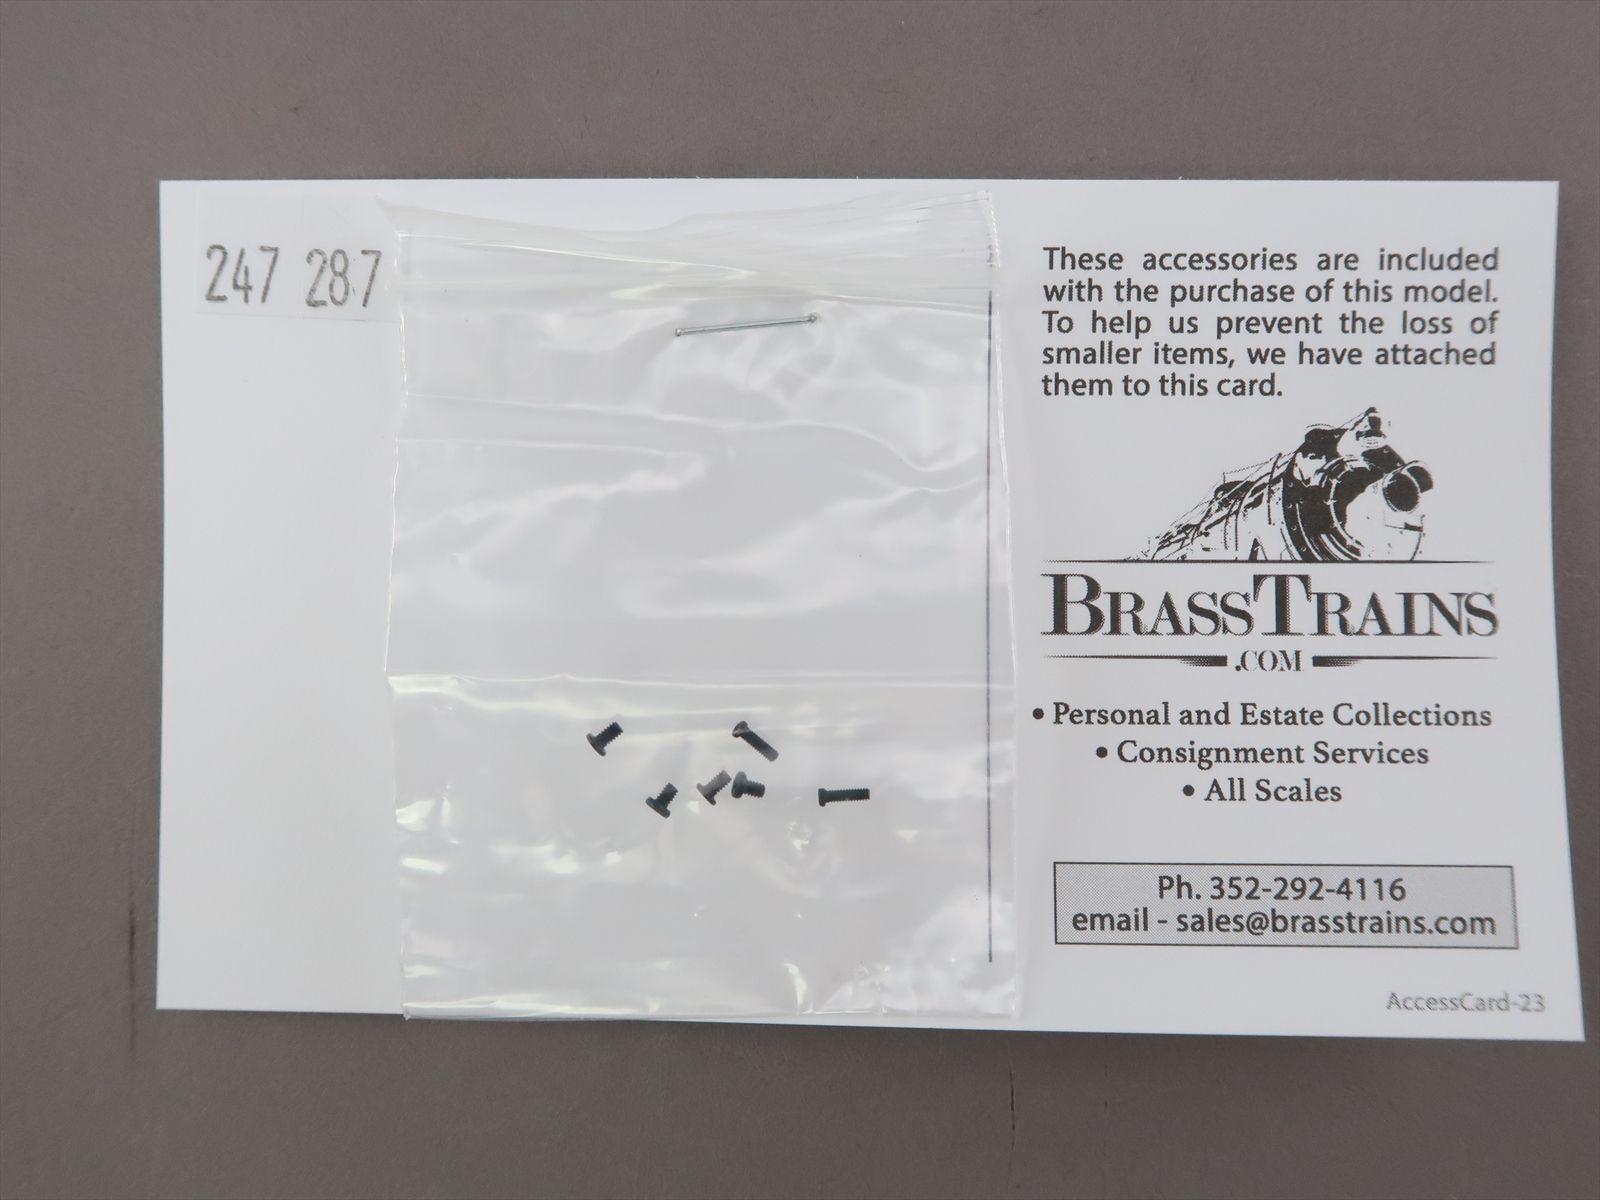 247 287
These accessories are included
with the purchase of this model.
To help us prevent the loss of
smaller items, we have attached
them to this card.
BRASSTRAINS
.COM
• Personal and Estate Collections
• Consignment Services
• All Scales
Ph. 352-292-4116
email - sales@brasstrains.com
AccessCard-23